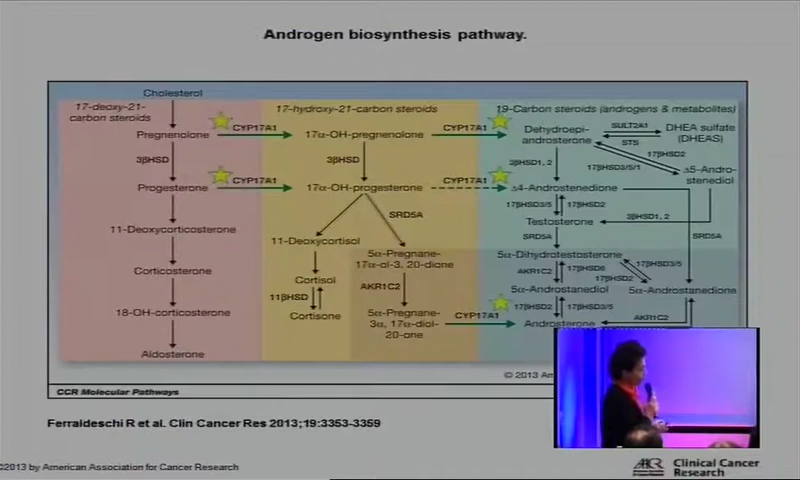 Androgen biosynthesis pathway.
Cholesterol
17-deoxy-21-
carbon steroids
Pregnenolone
3βHSD
Progesterone
11-Deoxycorticosterone
Corticosterone
18-OH-corticosterone
Aldosterone
CYP17A1
CYP17A1
17-hydroxy-21-carbon steroids
17α-OH-pregnenolone
3βHSD
17α-OH-progesterone
SRD5A
11-Deoxycortisol
Cortisol
11βHSD
Cortisone
5α-Pregnane-
17α-ol-3, 20-dione
AKR1C2
5α-Pregnane-
3α, 17α-diol-
20-one
CYP17A1
CYP17A1
CYP17A1
19-Carbon steroids (androgens & metabolites)
Dehydroepi-
androsterone
SULT2A1
STS
DHEA sulfate
(DHEAS)
3βHSD1, 2
17βHSD2
17βHSD3/5/1
Δ5-Andro-
stenediol
Δ4-Androstenedione
17βHSD3/5
17βHSD2
Testosterone
3βHSD1, 2
SRD5A
SRD5A
5α-Dihydrotestosterone
AKR1C2
17βHSD6
17βHSD3/5
17βHSD2
5α-Androstanediol
5α-Androstanedione
17βHSD2
17βHSD3/5
AKR1C2
Androsterone
© 2013 Am
CCR Molecular Pathways
Ferraldeschi R et al. Clin Cancer Res 2013;19:3353-3359
©2013 by American Association for Cancer Research
AACR
Clinical Cancer
Research